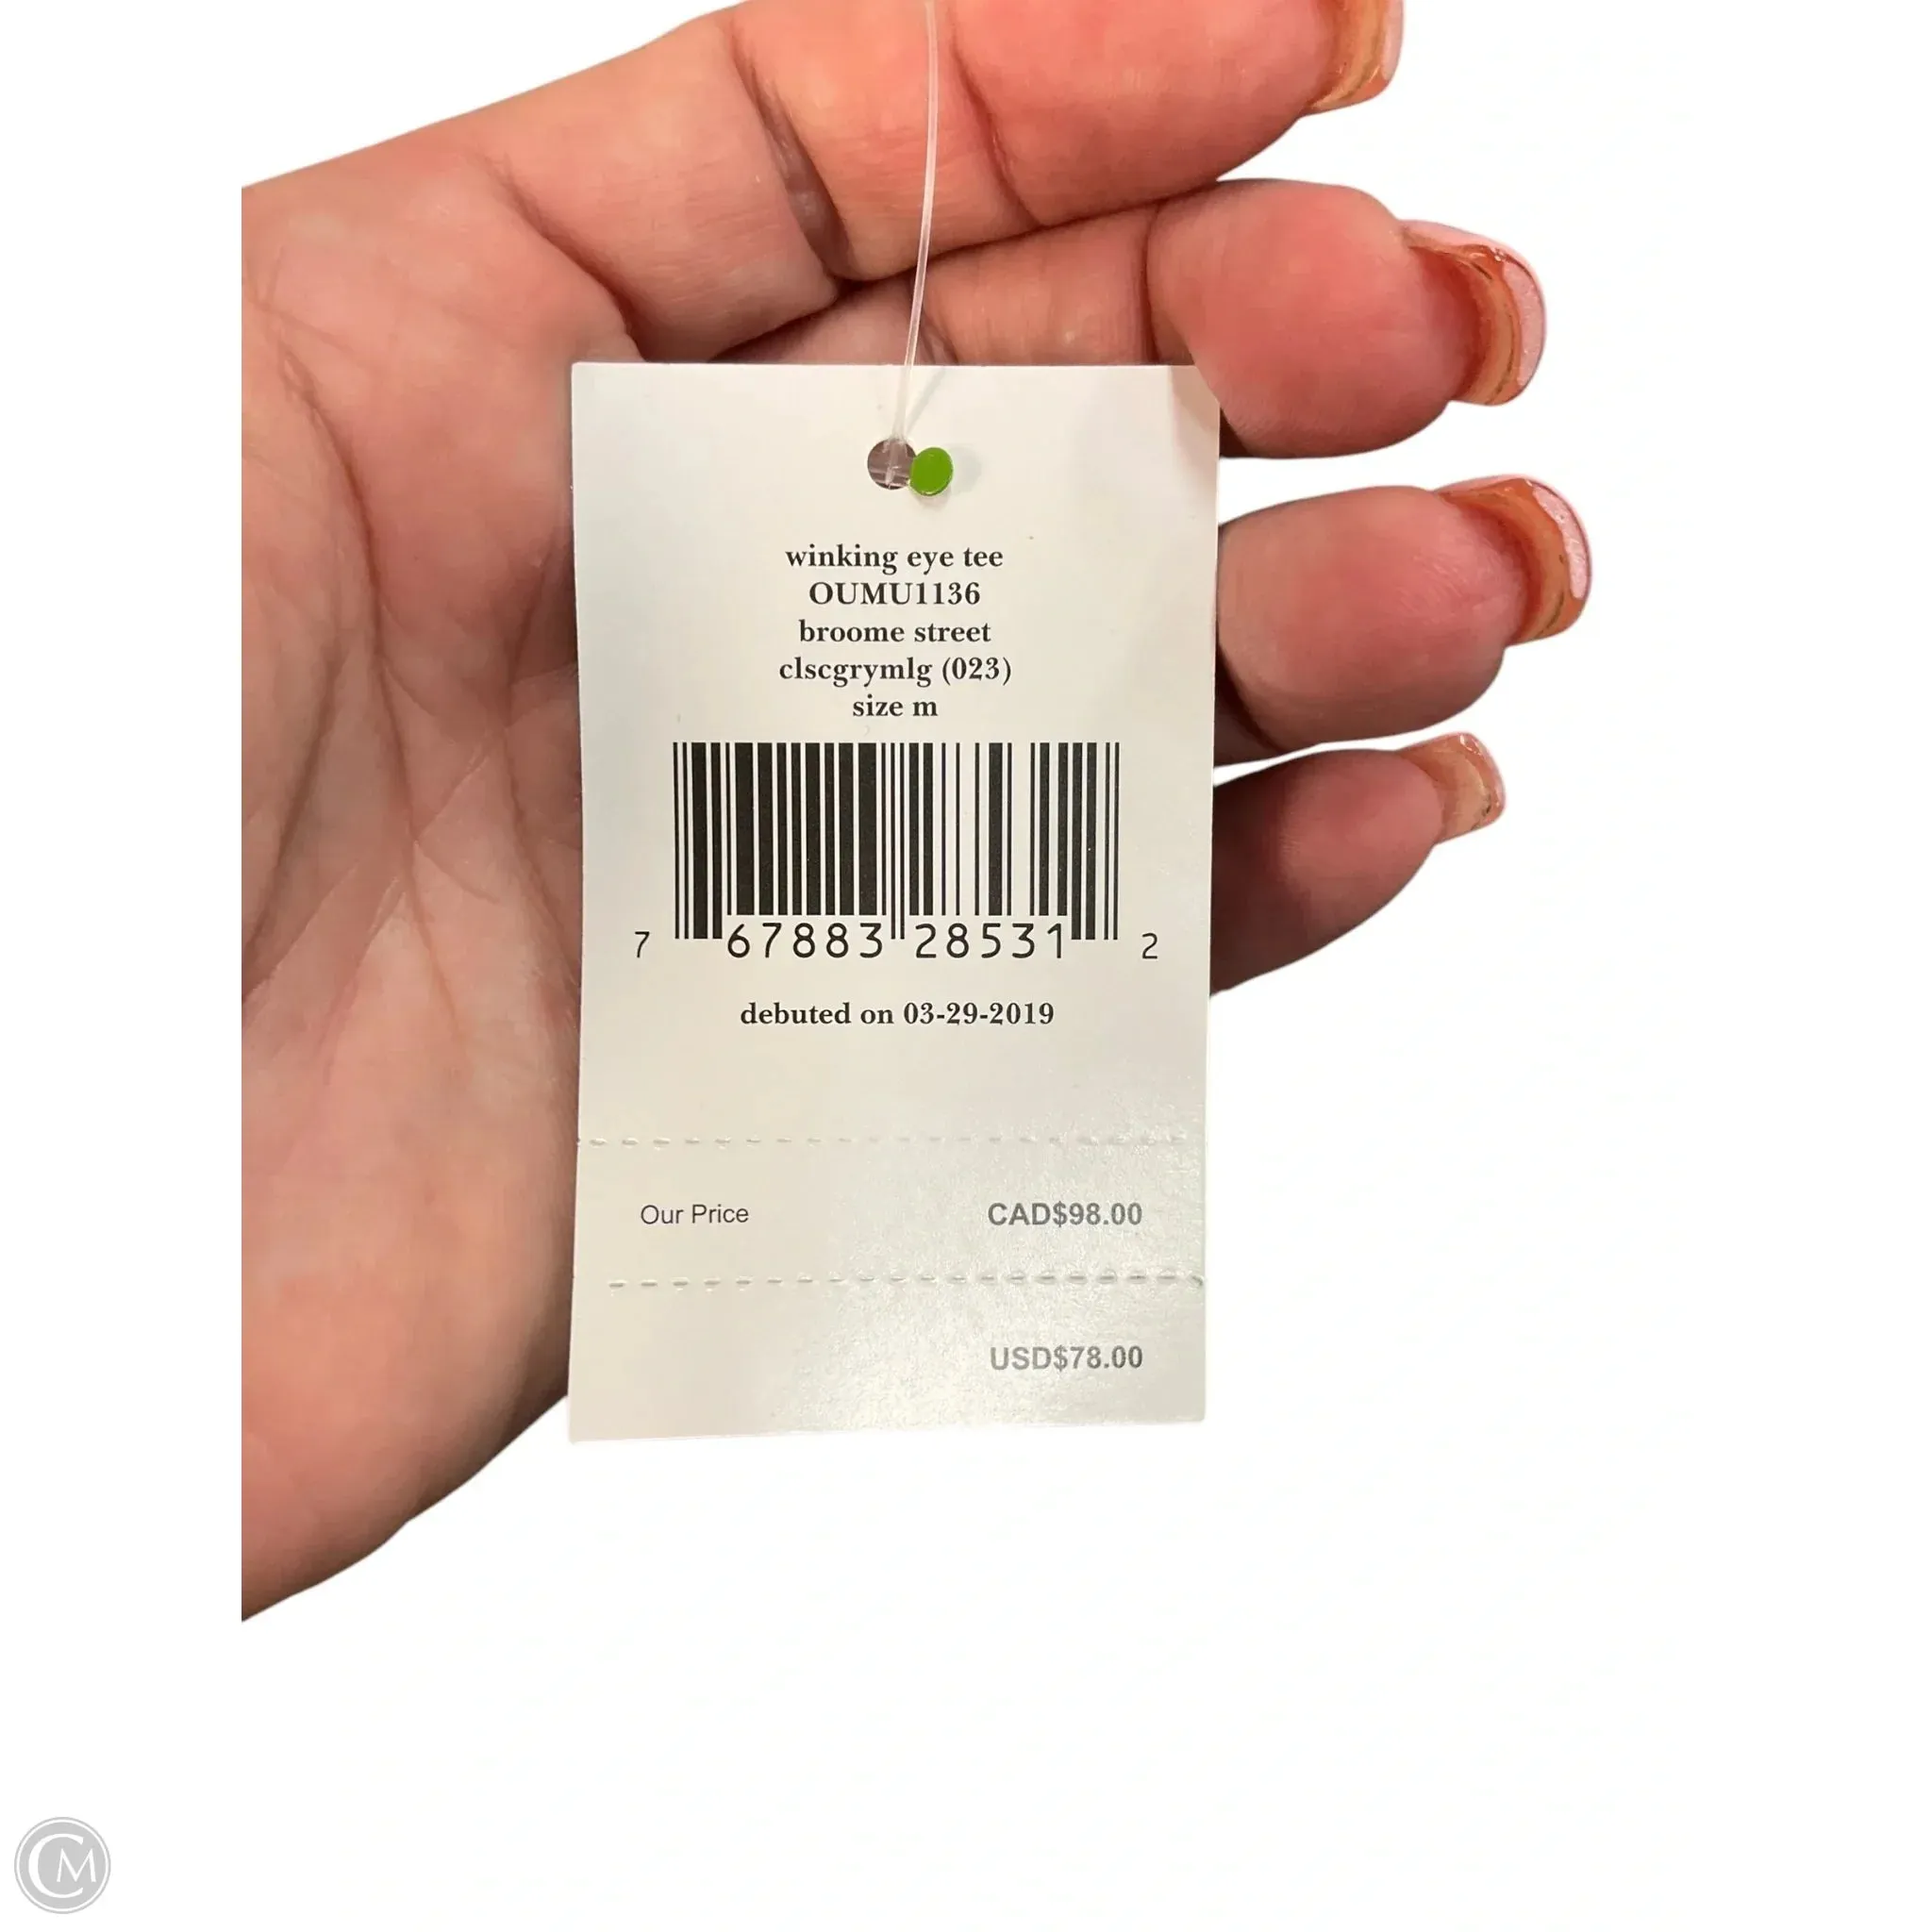 winking eye tee
OUMU1136
broome street
clscgrymlg (023)
size m
7 67883 28531 2
debuted on 03-29-2019
Our Price CAD$98.00
USD$78.00
CM